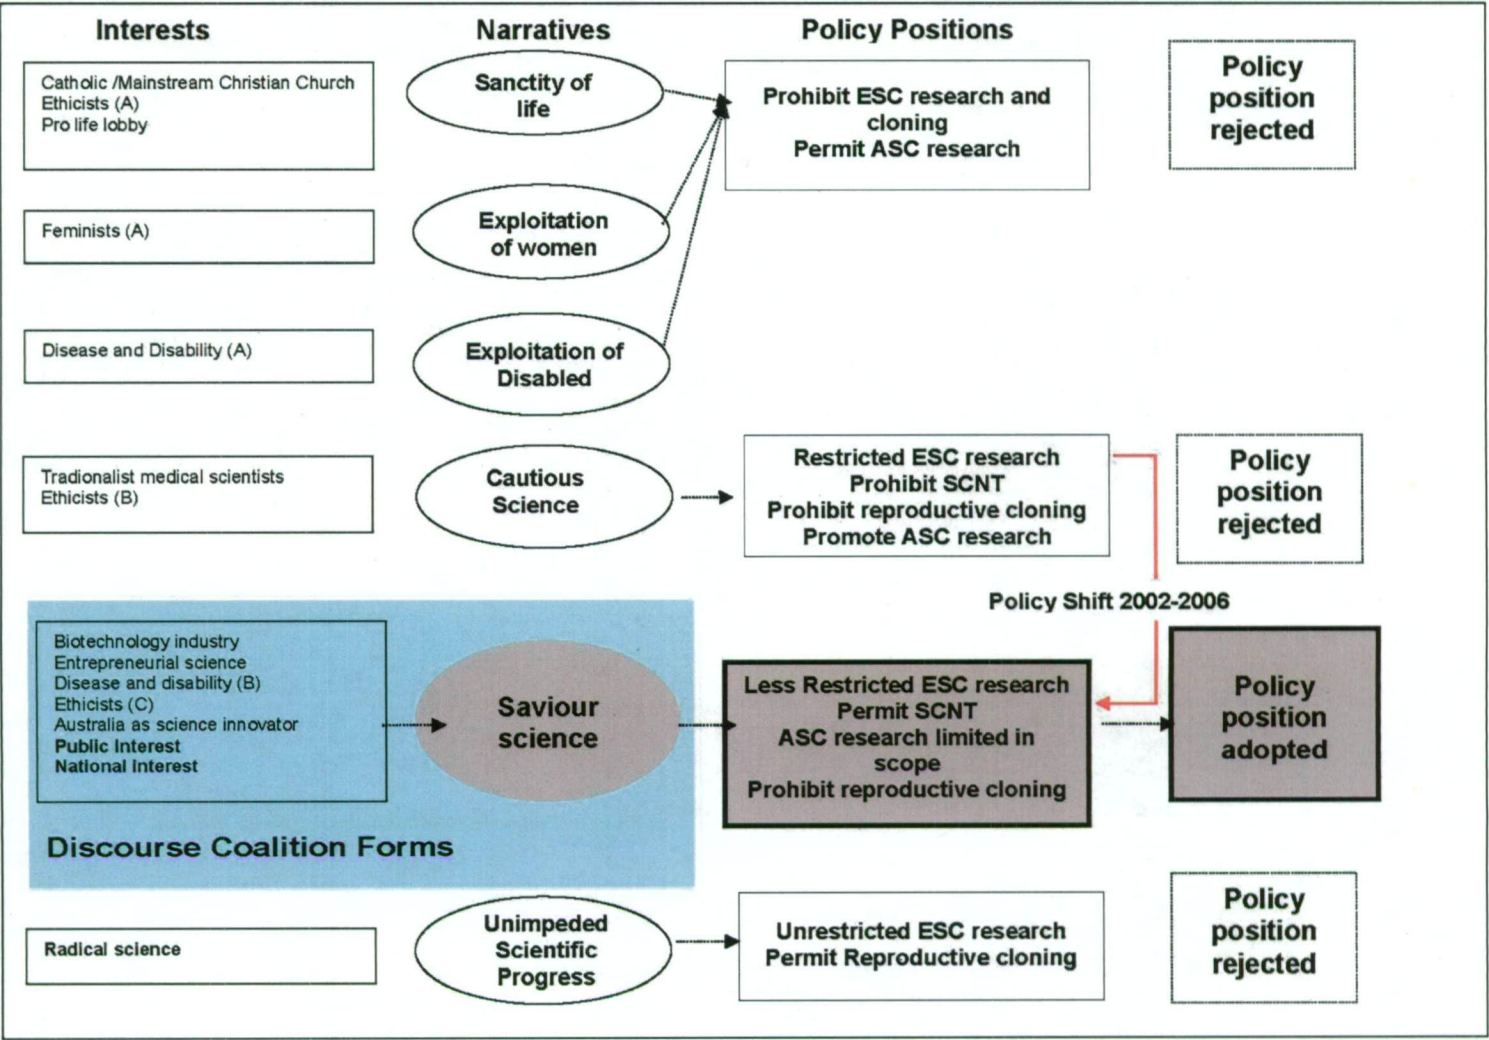 Interests
Narratives
Policy Positions
Catholic /Mainstream Christian Church
Ethicists (A)
Pro life lobby
Sanctity of
life
Prohibit ESC research and
cloning
Permit ASC research
Policy
position
rejected
Feminists (A)
Exploitation
of women
Disease and Disability (A)
Exploitation of
Disabled
Tradionalist medical scientists
Ethicists (B)
Cautious
Science
Restricted ESC research
Prohibit SCNT
Prohibit reproductive cloning
Promote ASC research
Policy
position
rejected
Policy Shift 2002-2006
Biotechnology industry
Entrepreneurial science
Disease and disability (B)
Ethicists (C)
Australia as science innovator
Public Interest
National Interest
Saviour
science
Less Restricted ESC research
Permit SCNT
ASC research limited in
scope
Prohibit reproductive cloning
Policy
position
adopted
Discourse Coalition Forms
Radical science
Unimpeded
Scientific
Progress
Unrestricted ESC research
Permit Reproductive cloning
Policy
position
rejected